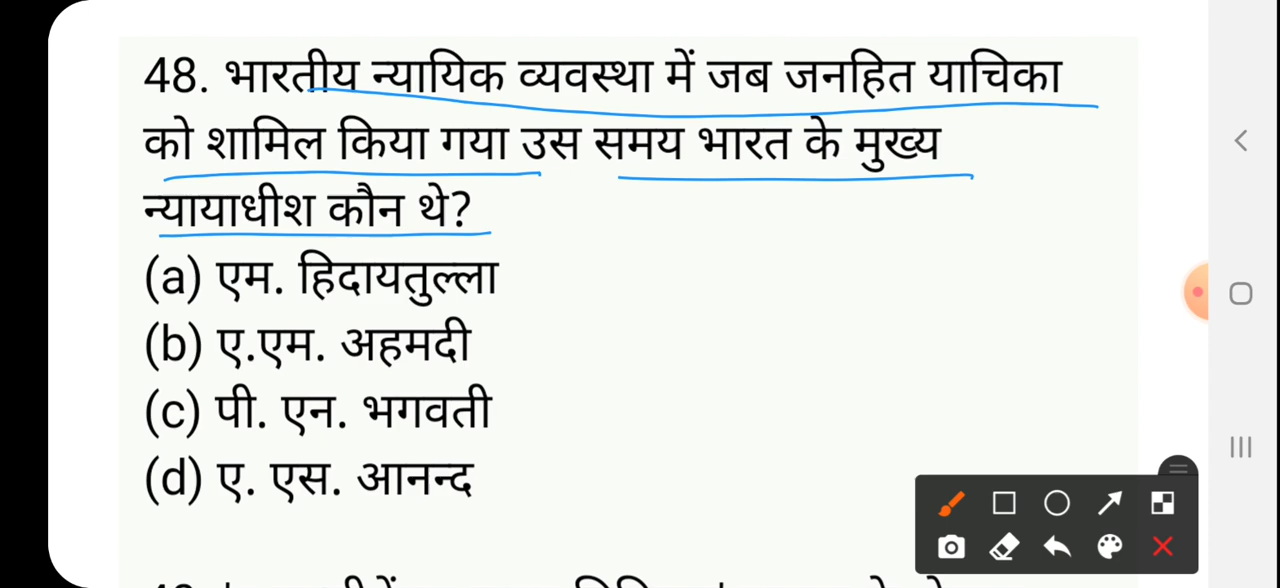 48. भारतीय न्यायिक व्यवस्था में जब जनहित याचिका
को शामिल किया गया उस समय भारत के मुख्य
न्यायाधीश कौन थे?
(a) एम. हिदायतुल्ला
(b) ए.एम. अहमदी
(c) पी. एन. भगवती
(d) ए. एस. आनन्द